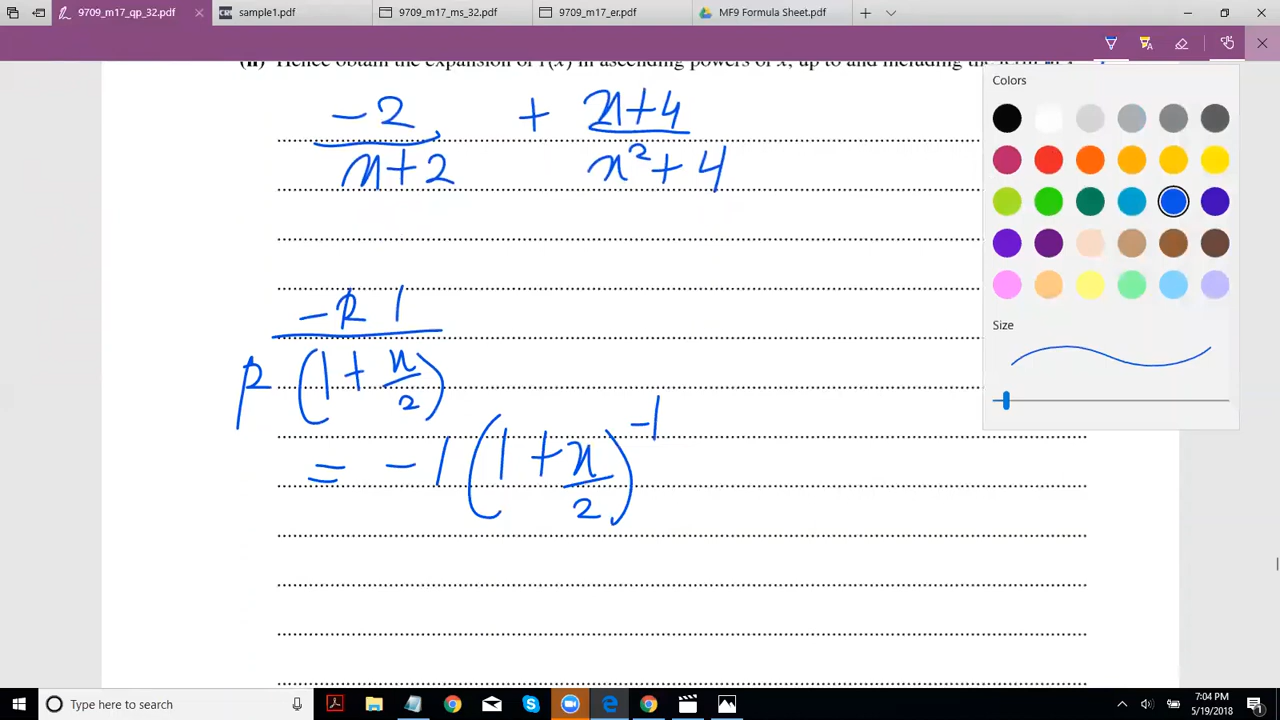 9709_m17_qp_32.pdf
sample1.pdf
9709_m17_ms_32.pdf
9709_m17_er.pdf
MF9 Formula Sheet.pdf
Hence obtain the expansion of f(x) in ascending powers of x, up to and including the term in x
-2 / x+2 + x+4 / x²+4
-2 1 / 2 (1 + x/2)
= -1 (1 + x/2)⁻¹
Colors
Size
Type here to search
7:04 PM
5/19/2018